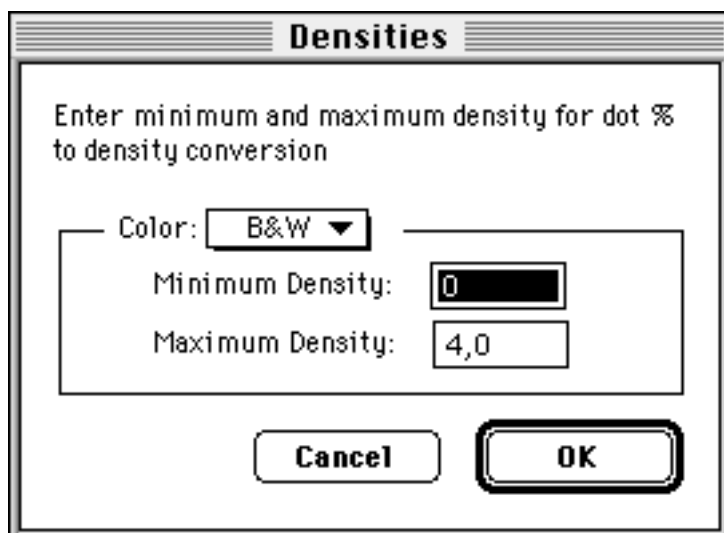 Densities
Enter minimum and maximum density for dot %
to density conversion
Color: B&W
Minimum Density: 0
Maximum Density: 4,0
Cancel OK